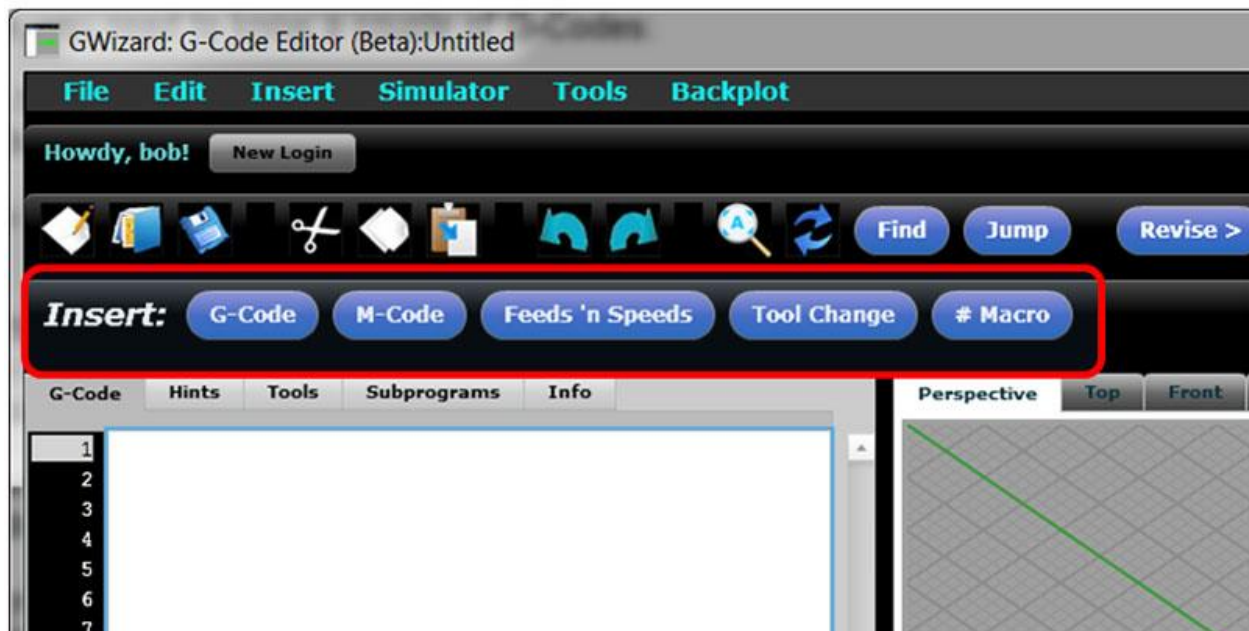 G-Codes.
GWizard: G-Code Editor (Beta):Untitled
File Edit Insert Simulator Tools Backplot
Howdy, bob! New Login
A Find Jump Revise >
Insert: G-Code M-Code Feeds 'n Speeds Tool Change # Macro
G-Code Hints Tools Subprograms Info Perspective Top Front
1
2
3
4
5
6
7